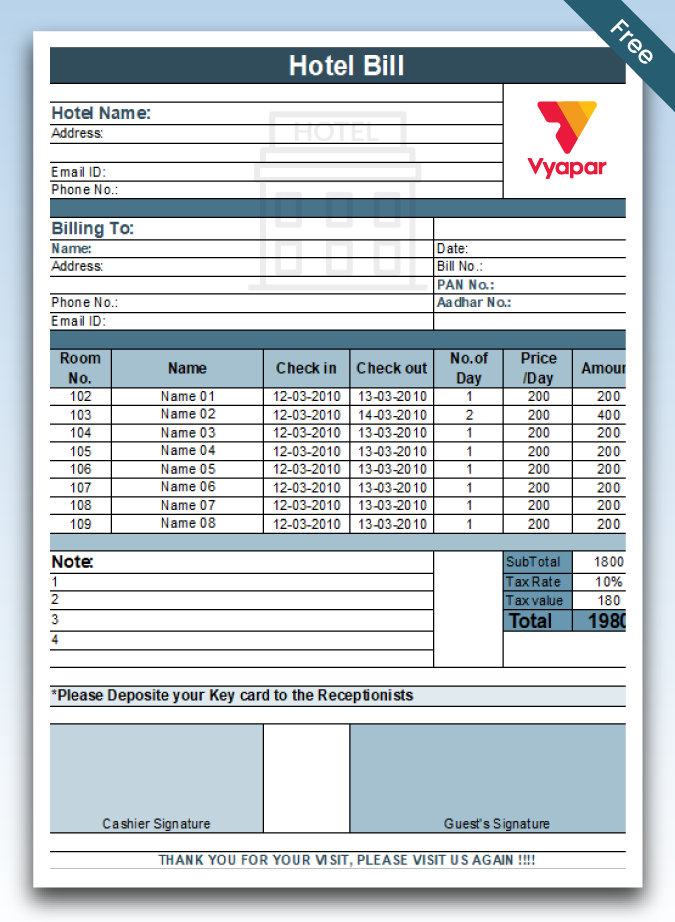 Free
Hotel Bill
HOTEL
Vyapar
Hotel Name:
Address:
Email ID:
Phone No.:
Billing To:
Name: Date:
Address: Bill No.:
PAN No.:
Phone No.: Aadhar No.:
Email ID:
Room No. Name Check in Check out No.of Day Price /Day Amoun
102 Name 01 12-03-2010 13-03-2010 1 200 200
103 Name 02 12-03-2010 14-03-2010 2 200 400
104 Name 03 12-03-2010 13-03-2010 1 200 200
105 Name 04 12-03-2010 13-03-2010 1 200 200
106 Name 05 12-03-2010 13-03-2010 1 200 200
107 Name 06 12-03-2010 13-03-2010 1 200 200
108 Name 07 12-03-2010 13-03-2010 1 200 200
109 Name 08 12-03-2010 13-03-2010 1 200 200
Note: SubTotal 1800
1 Tax Rate 10%
2 Tax value 180
3 Total 1980
4
*Please Deposite your Key card to the Receptionists
Cashier Signature Guest's Signature
THANK YOU FOR YOUR VISIT, PLEASE VISIT US AGAIN !!!!